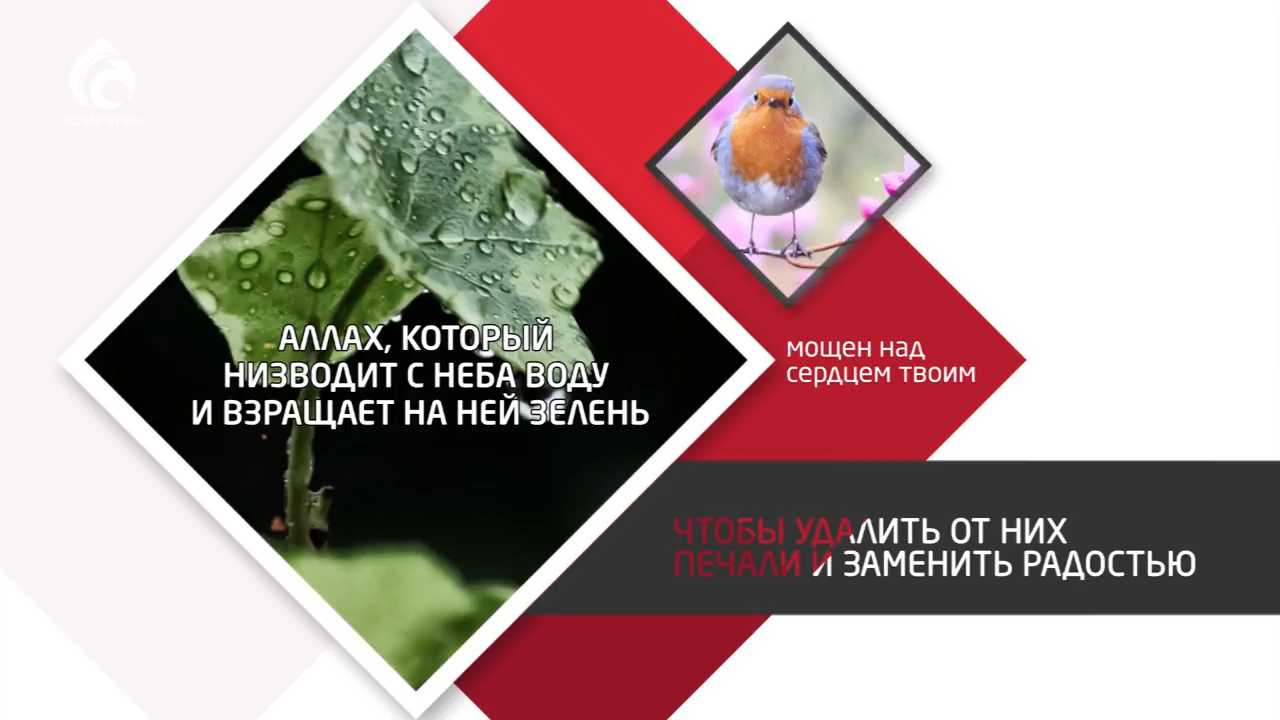 АЛЛАХ, КОТОРЫЙ
НИЗВОДИТ С НЕБА ВОДУ
И ВЗРАЩАЕТ НА НЕЙ ЗЕЛЕНЬ
мощен над
сердцем твоим
ЧТОБЫ УДАЛИТЬ ОТ НИХ
ПЕЧАЛИ И ЗАМЕНИТЬ РАДОСТЬЮ